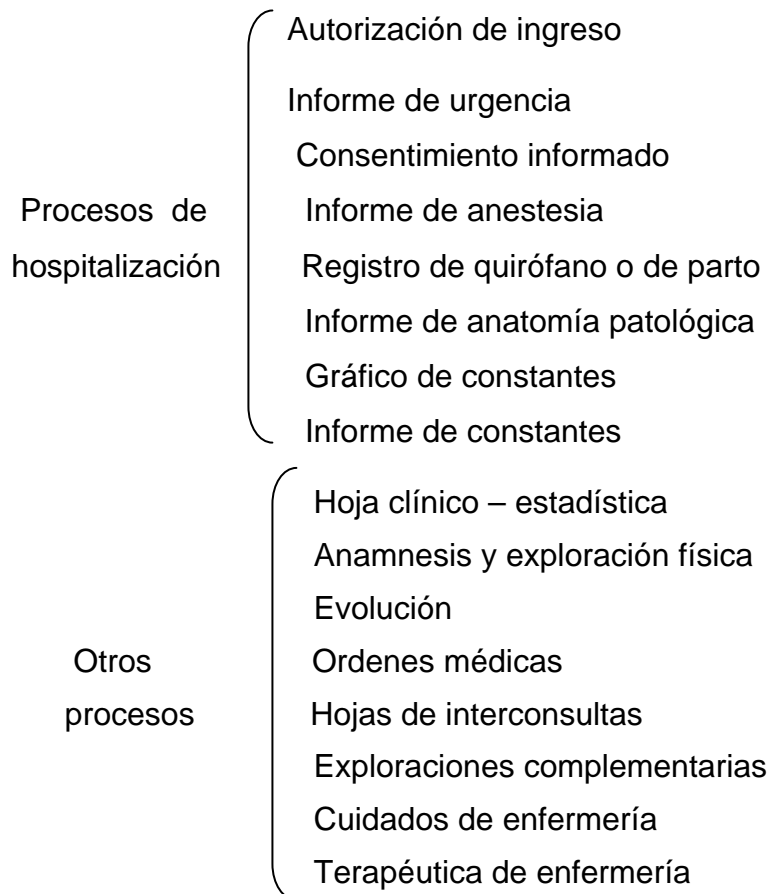 Autorización de ingreso
Informe de urgencia
Consentimiento informado
Procesos de
Informe de anestesia
hospitalización
Registro de quirófano o de parto
Informe de anatomía patológica
Gráfico de constantes
Informe de constantes
Hoja clínico – estadística
Anamnesis y exploración física
Evolución
Otros
Ordenes médicas
procesos
Hojas de interconsultas
Exploraciones complementarias
Cuidados de enfermería
Terapéutica de enfermería